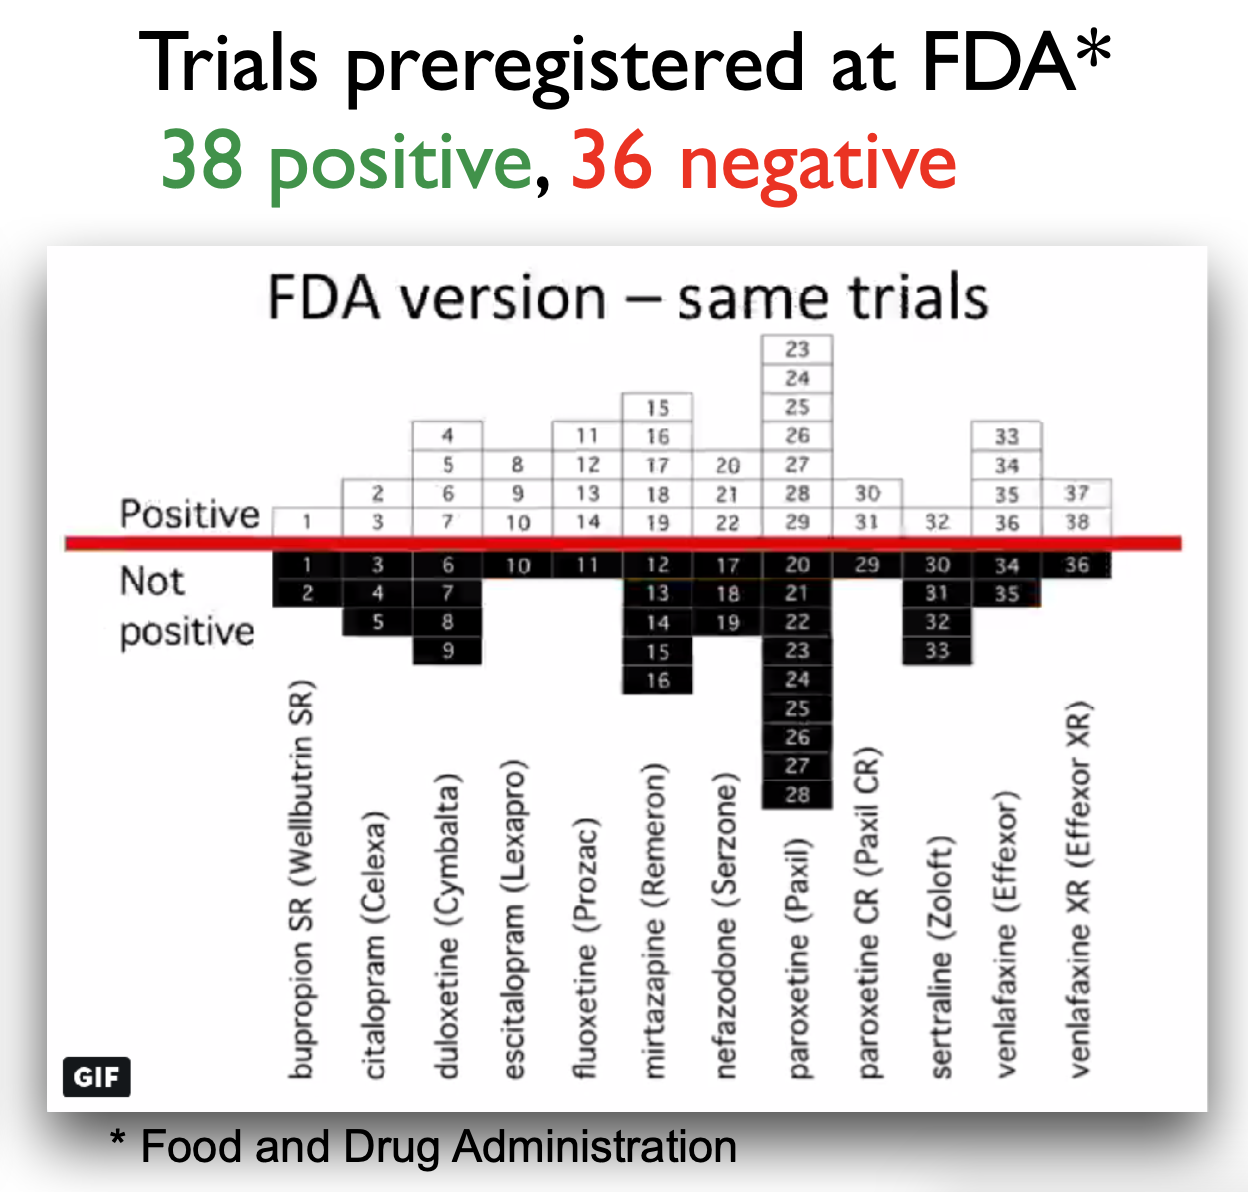 Trials preregistered at FDA*
38 positive, 36 negative
FDA version – same trials
23
24
15 25
4 11 16 26 33
5 8 12 17 20 27 34
2 6 9 13 18 21 28 30 35 37
Positive 1 3 7 10 14 19 22 29 31 32 36 38
1 3 6 10 11 12 17 20 29 30 34 36
Not 2 4 7 13 18 21 31 35
5 8 14 19 22 32
positive 9 15 23 33
16 24
25
26
27
28
bupropion SR (Wellbutrin SR)
citalopram (Celexa)
duloxetine (Cymbalta)
escitalopram (Lexapro)
fluoxetine (Prozac)
mirtazapine (Remeron)
nefazodone (Serzone)
paroxetine (Paxil)
paroxetine CR (Paxil CR)
sertraline (Zoloft)
venlafaxine (Effexor)
venlafaxine XR (Effexor XR)
GIF
* Food and Drug Administration